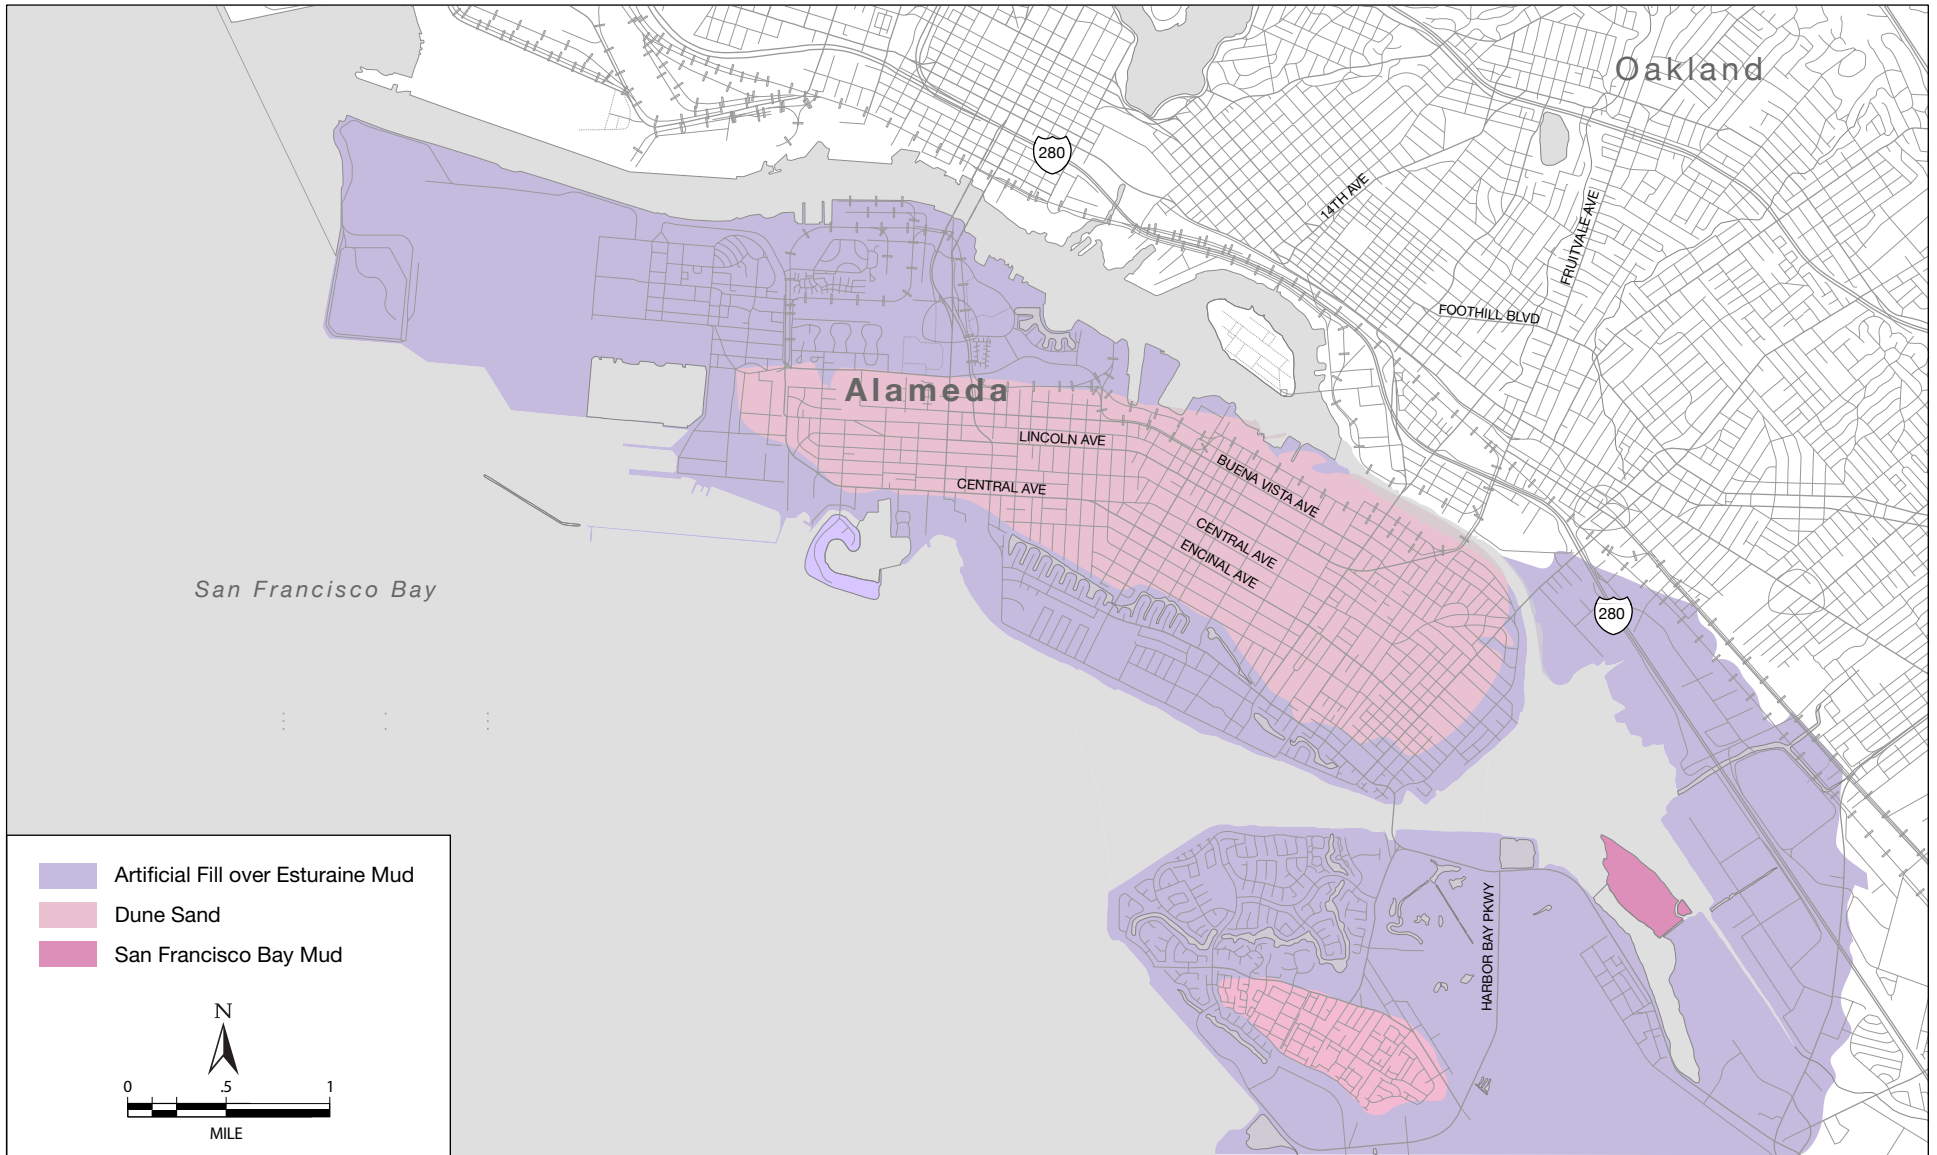 Oakland
280
14TH AVE
FRUITVALE AVE
FOOTHILL BLVD
Alameda
LINCOLN AVE
BUENA VISTA AVE
CENTRAL AVE
CENTRAL AVE
ENCINAL AVE
San Francisco Bay
280
HARBOR BAY PKWY
Artificial Fill over Esturaine Mud
Dune Sand
San Francisco Bay Mud
N
0 .5 1
MILE